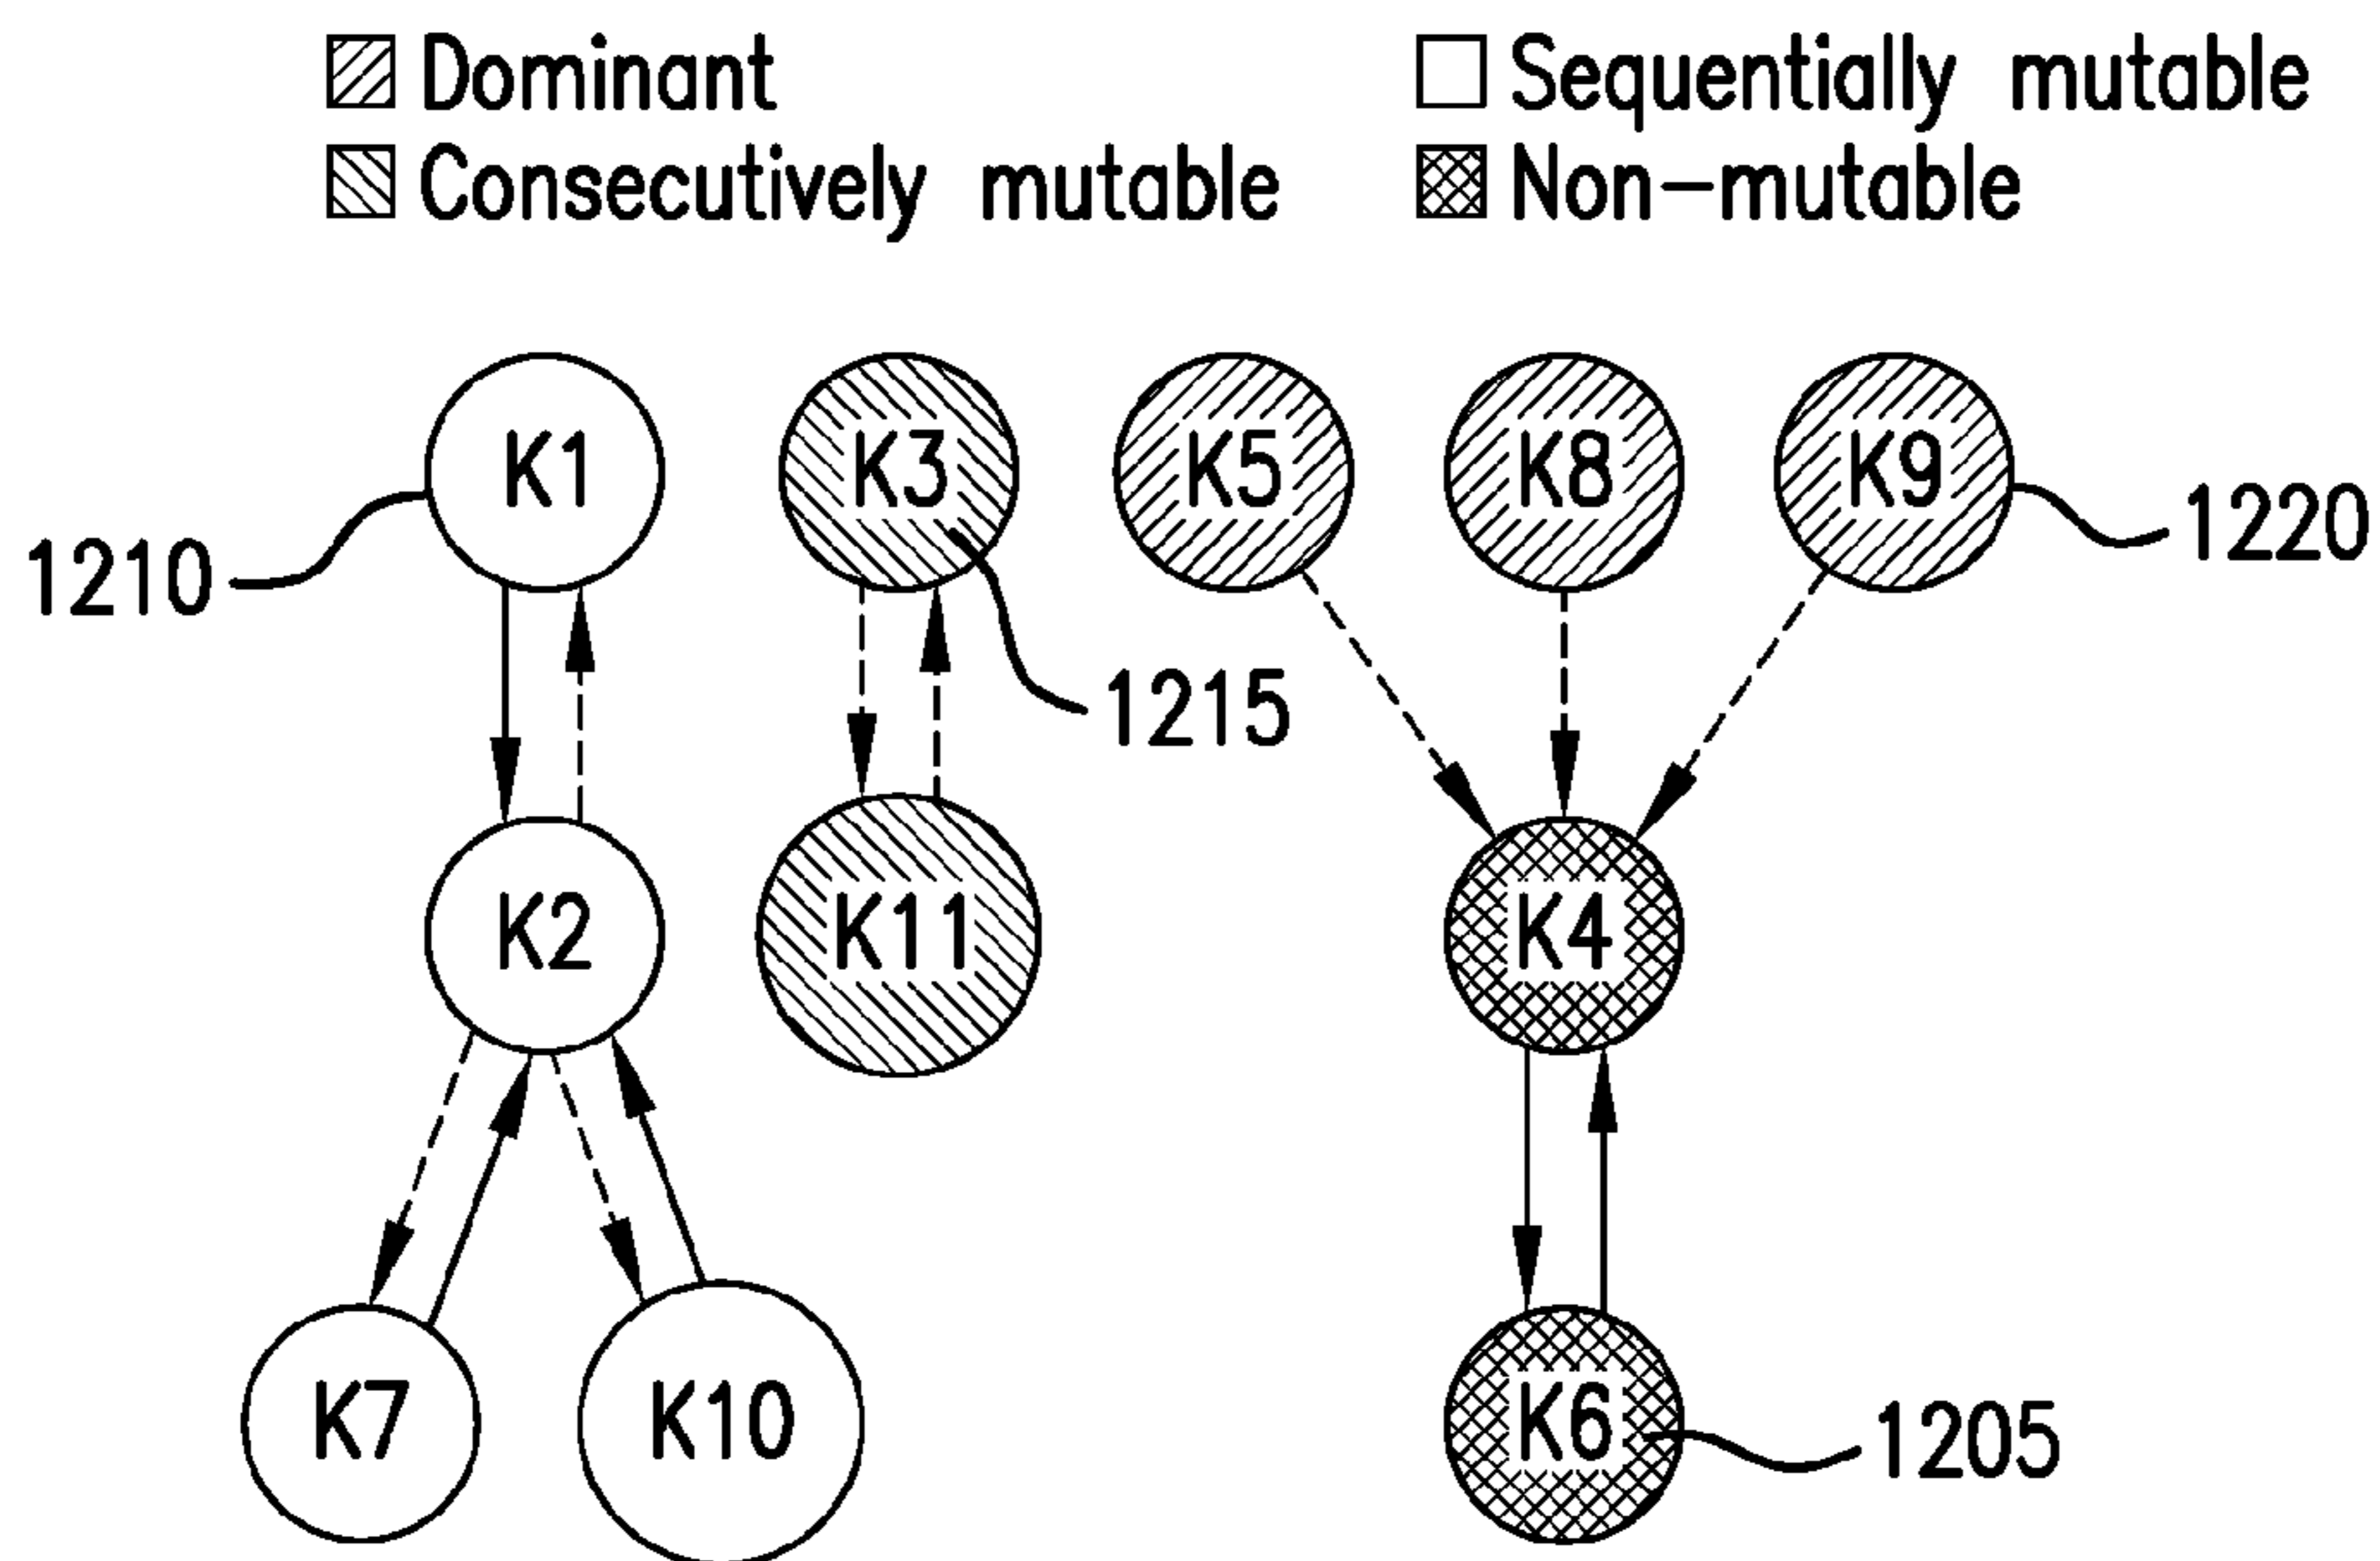 Dominant
Sequentially mutable
Consecutively mutable
Non-mutable
K1
K3
K5
K8
K9
1210
1220
1215
K2
K11
K4
K7
K10
K6
1205